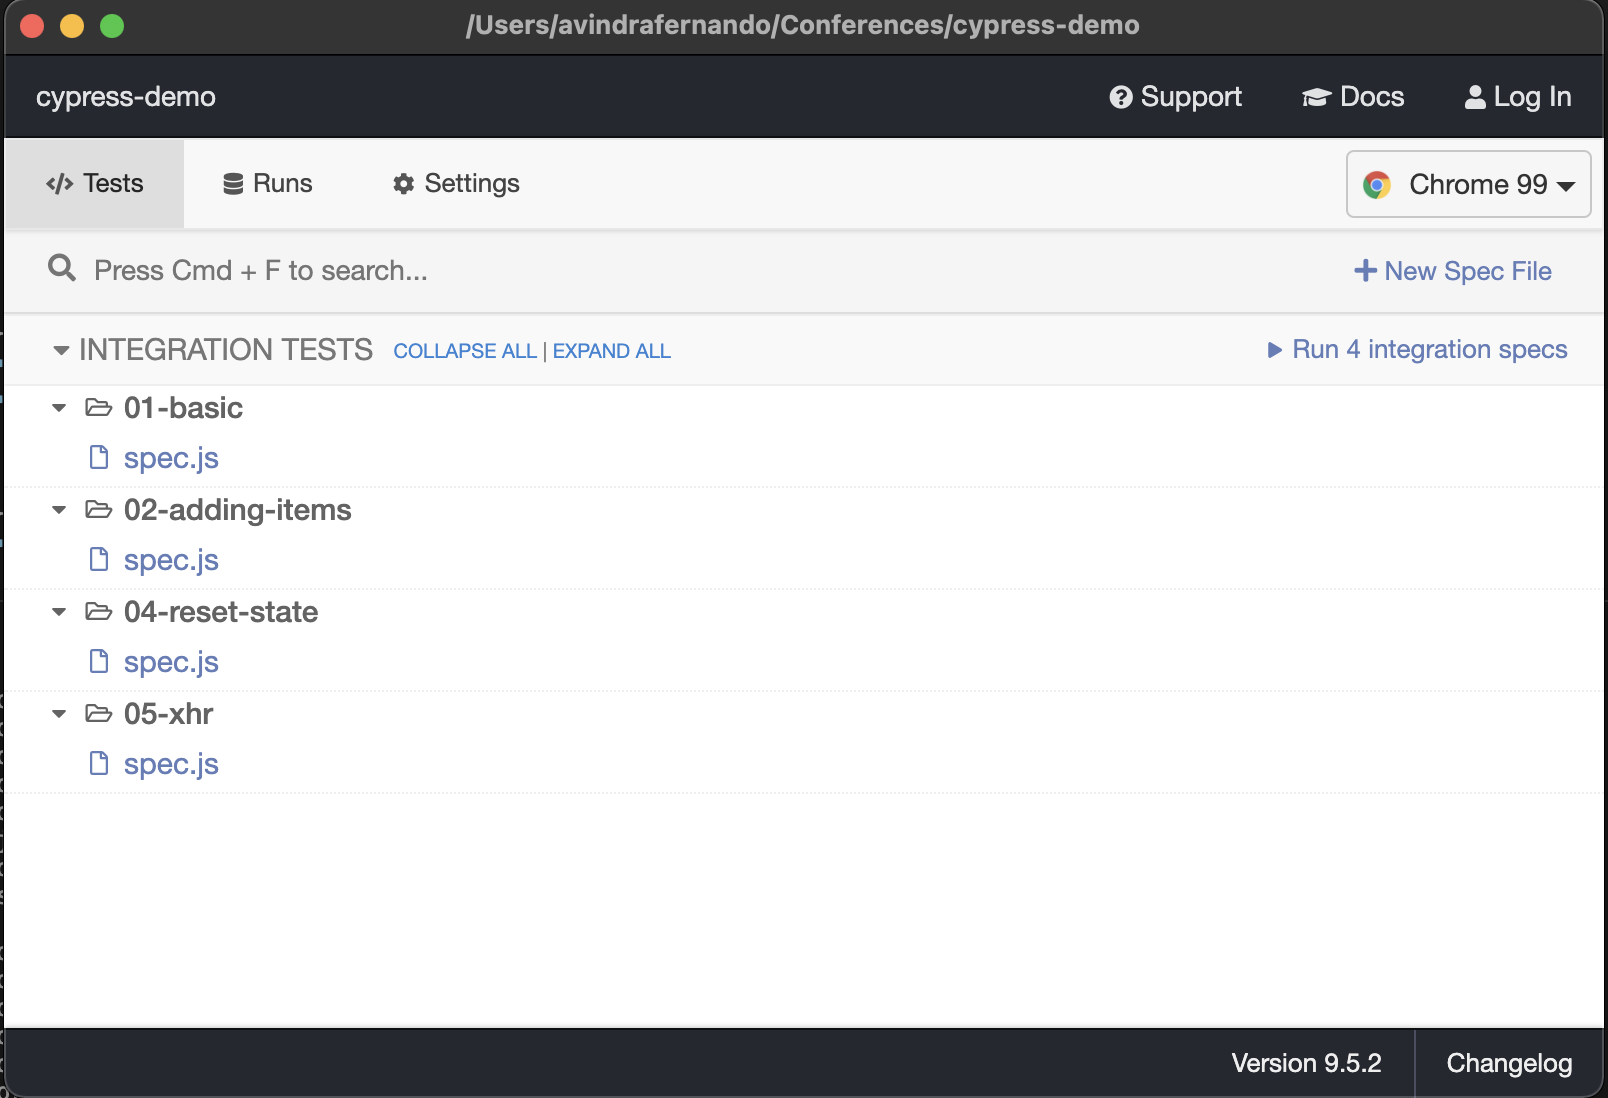 /Users/avindrafernando/Conferences/cypress-demo
cypress-demo Support Docs Log In
</> Tests Runs Settings Chrome 99
Press Cmd + F to search... New Spec File
INTEGRATION TESTS COLLAPSE ALL | EXPAND ALL Run 4 integration specs
01-basic
spec.js
02-adding-items
spec.js
04-reset-state
spec.js
05-xhr
spec.js
Version 9.5.2 Changelog